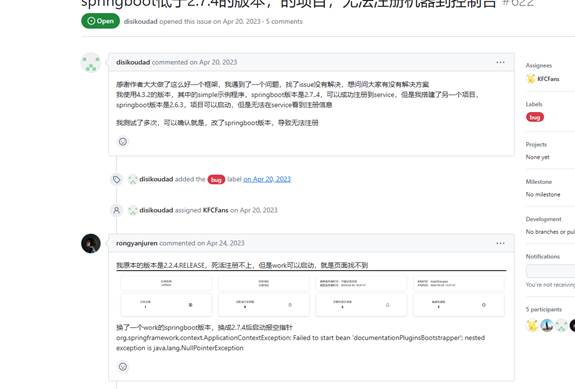 springboot低于2.7.4的版本，的项目，无法注册机器到控制台 #622
Open
disikoudad opened this issue on Apr 20, 2023 · 5 comments
disikoudad commented on Apr 20, 2023
感谢作者大大做了这么好一个框架，我遇到了一个问题，找了issue没有解决，想问问大家有没有解决方案
我使用4.3.2的版本，其中的simple示例程序，springboot版本是2.7..4，可以成功注册到service，但是我搭建了另一个项目，
springboot版本是2.6.3，项目可以启动，但是无法在service看到注册信息
我测试了多次，可以确认就是，改了springboot版本，导致无法注册
disikoudad added the bug label on Apr 20, 2023
disikoudad assigned KFCFans on Apr 20, 2023
rongyanjuren commented on Apr 24, 2023
我原本的版本是2.2.4.RELEASE，死活注册不上，但是work可以启动，就是页面找不到
换了一个work的springboot版本，换成2.7.4后启动报空指针
org.springframework.context.ApplicationContextException: Failed to start bean 'documentationPluginsBootstrapper'; nested
exception is java.lang.NullPointerException
Assignees
KFCFans
Labels
bug
Projects
None yet
Milestone
No milestone
Development
No branches or pul
Notifications
You're not receiving
5 participants